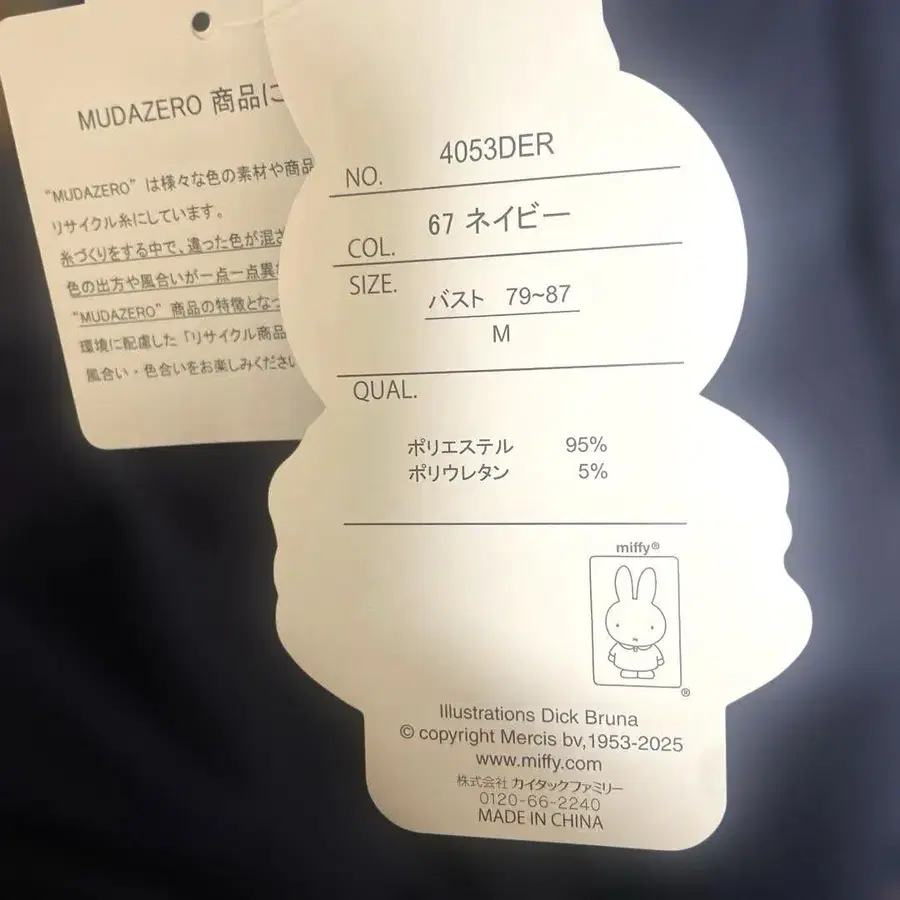 MUDAZERO 商品に
“MUDAZERO” は様々な色の素材や商品
リサイクル糸にしています。
糸づくりをする中で、違った色が混ざ
色の出方や風合いが一点一点異
“MUDAZERO” 商品の特徴となっ
環境に配慮した「リサイクル商品
風合い・色合いをお楽しみください
NO. 4053DER
COL. 67 ネイビー
SIZE. バスト 79~87
M
QUAL.
ポリエステル 95%
ポリウレタン 5%
miffy®
®
Illustrations Dick Bruna
© copyright Mercis bv,1953-2025
www.miffy.com
株式会社 カイタックファミリー
0120-66-2240
MADE IN CHINA